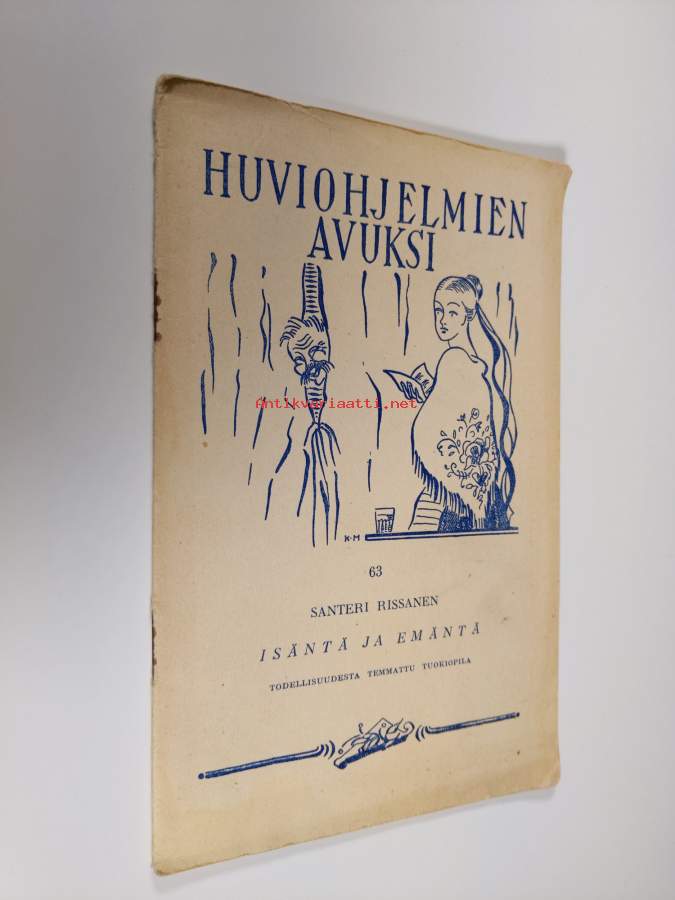 HUVIOHJELMIEN
AVUKSI
Antikvariaatti.net
K-M
63
SANTERI RISSANEN
ISÄNTÄ JA EMÄNTÄ
TODELLISUUDESTA TEMMATTU TUOKIOPILA